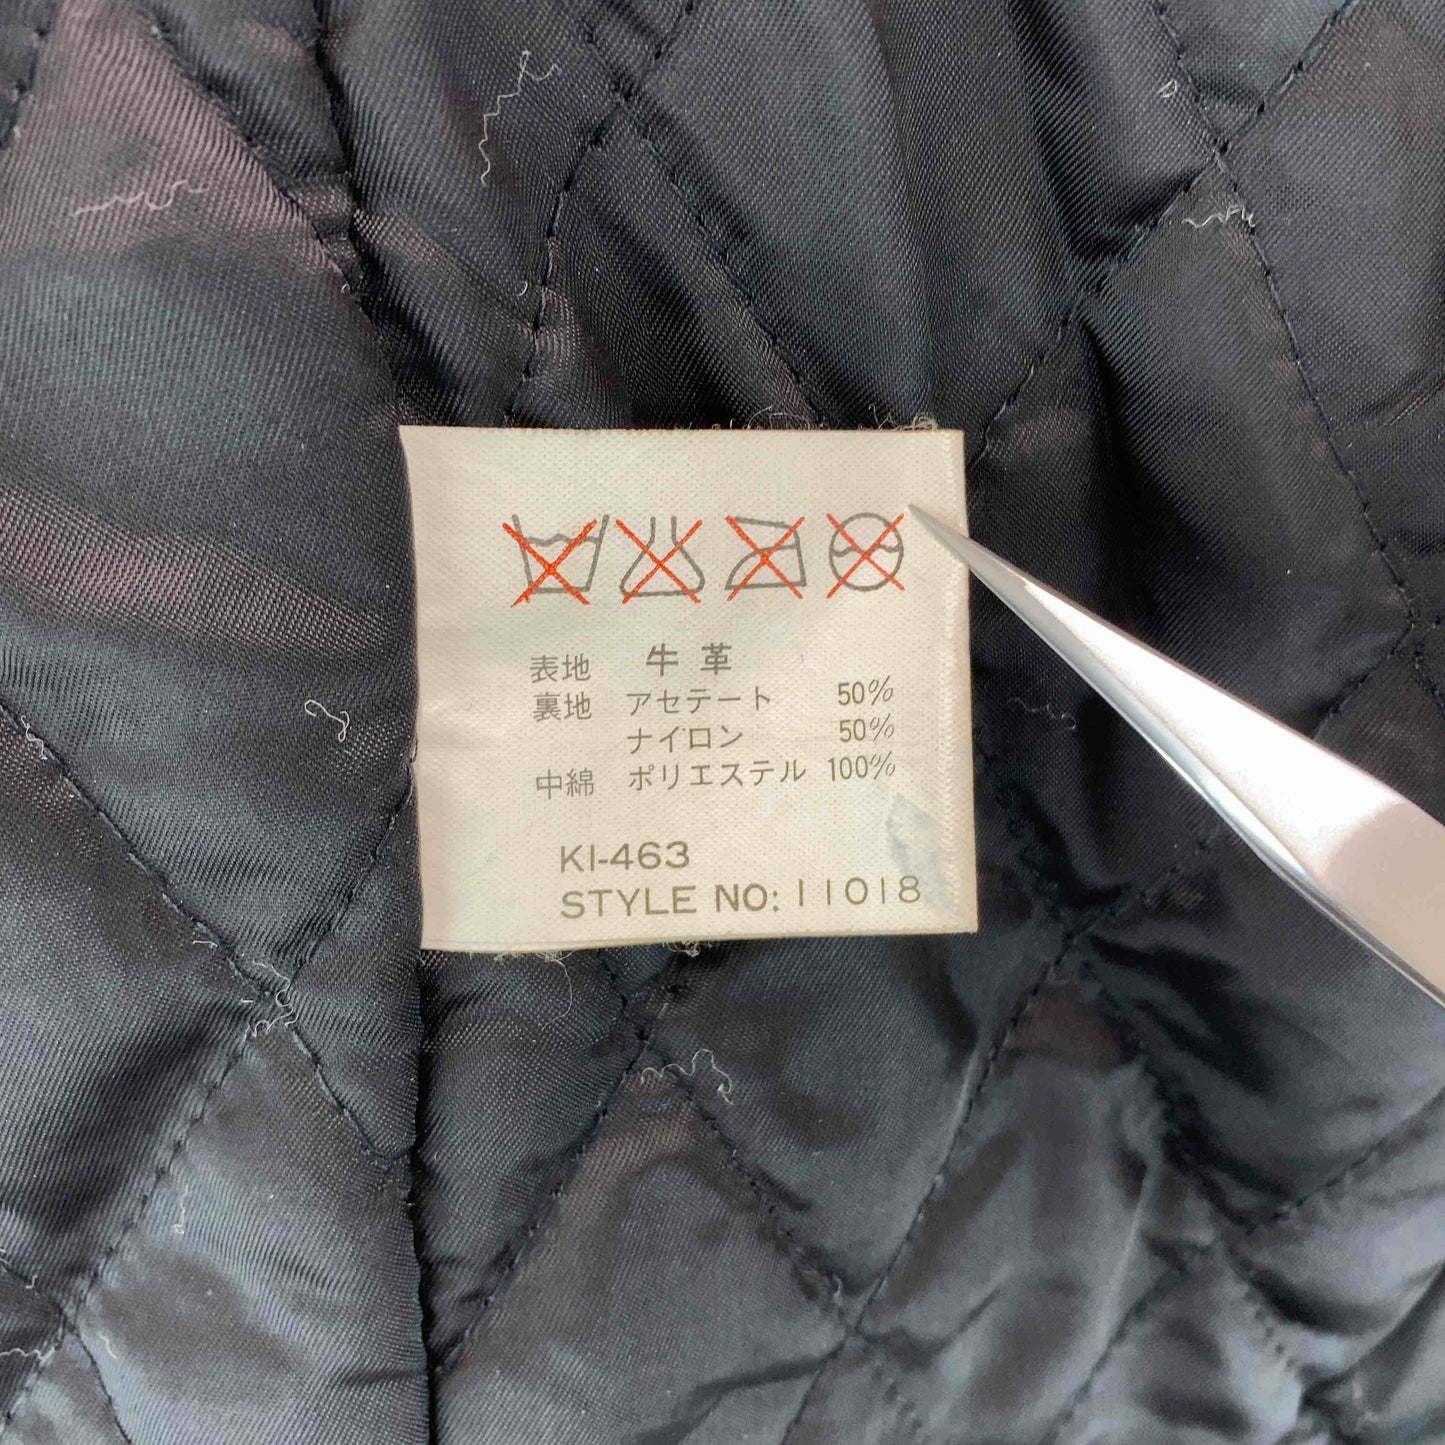 表地 牛革
裏地 アセテート 50%
ナイロン 50%
中綿 ポリエステル 100%
KI-463
STYLE NO: 11018